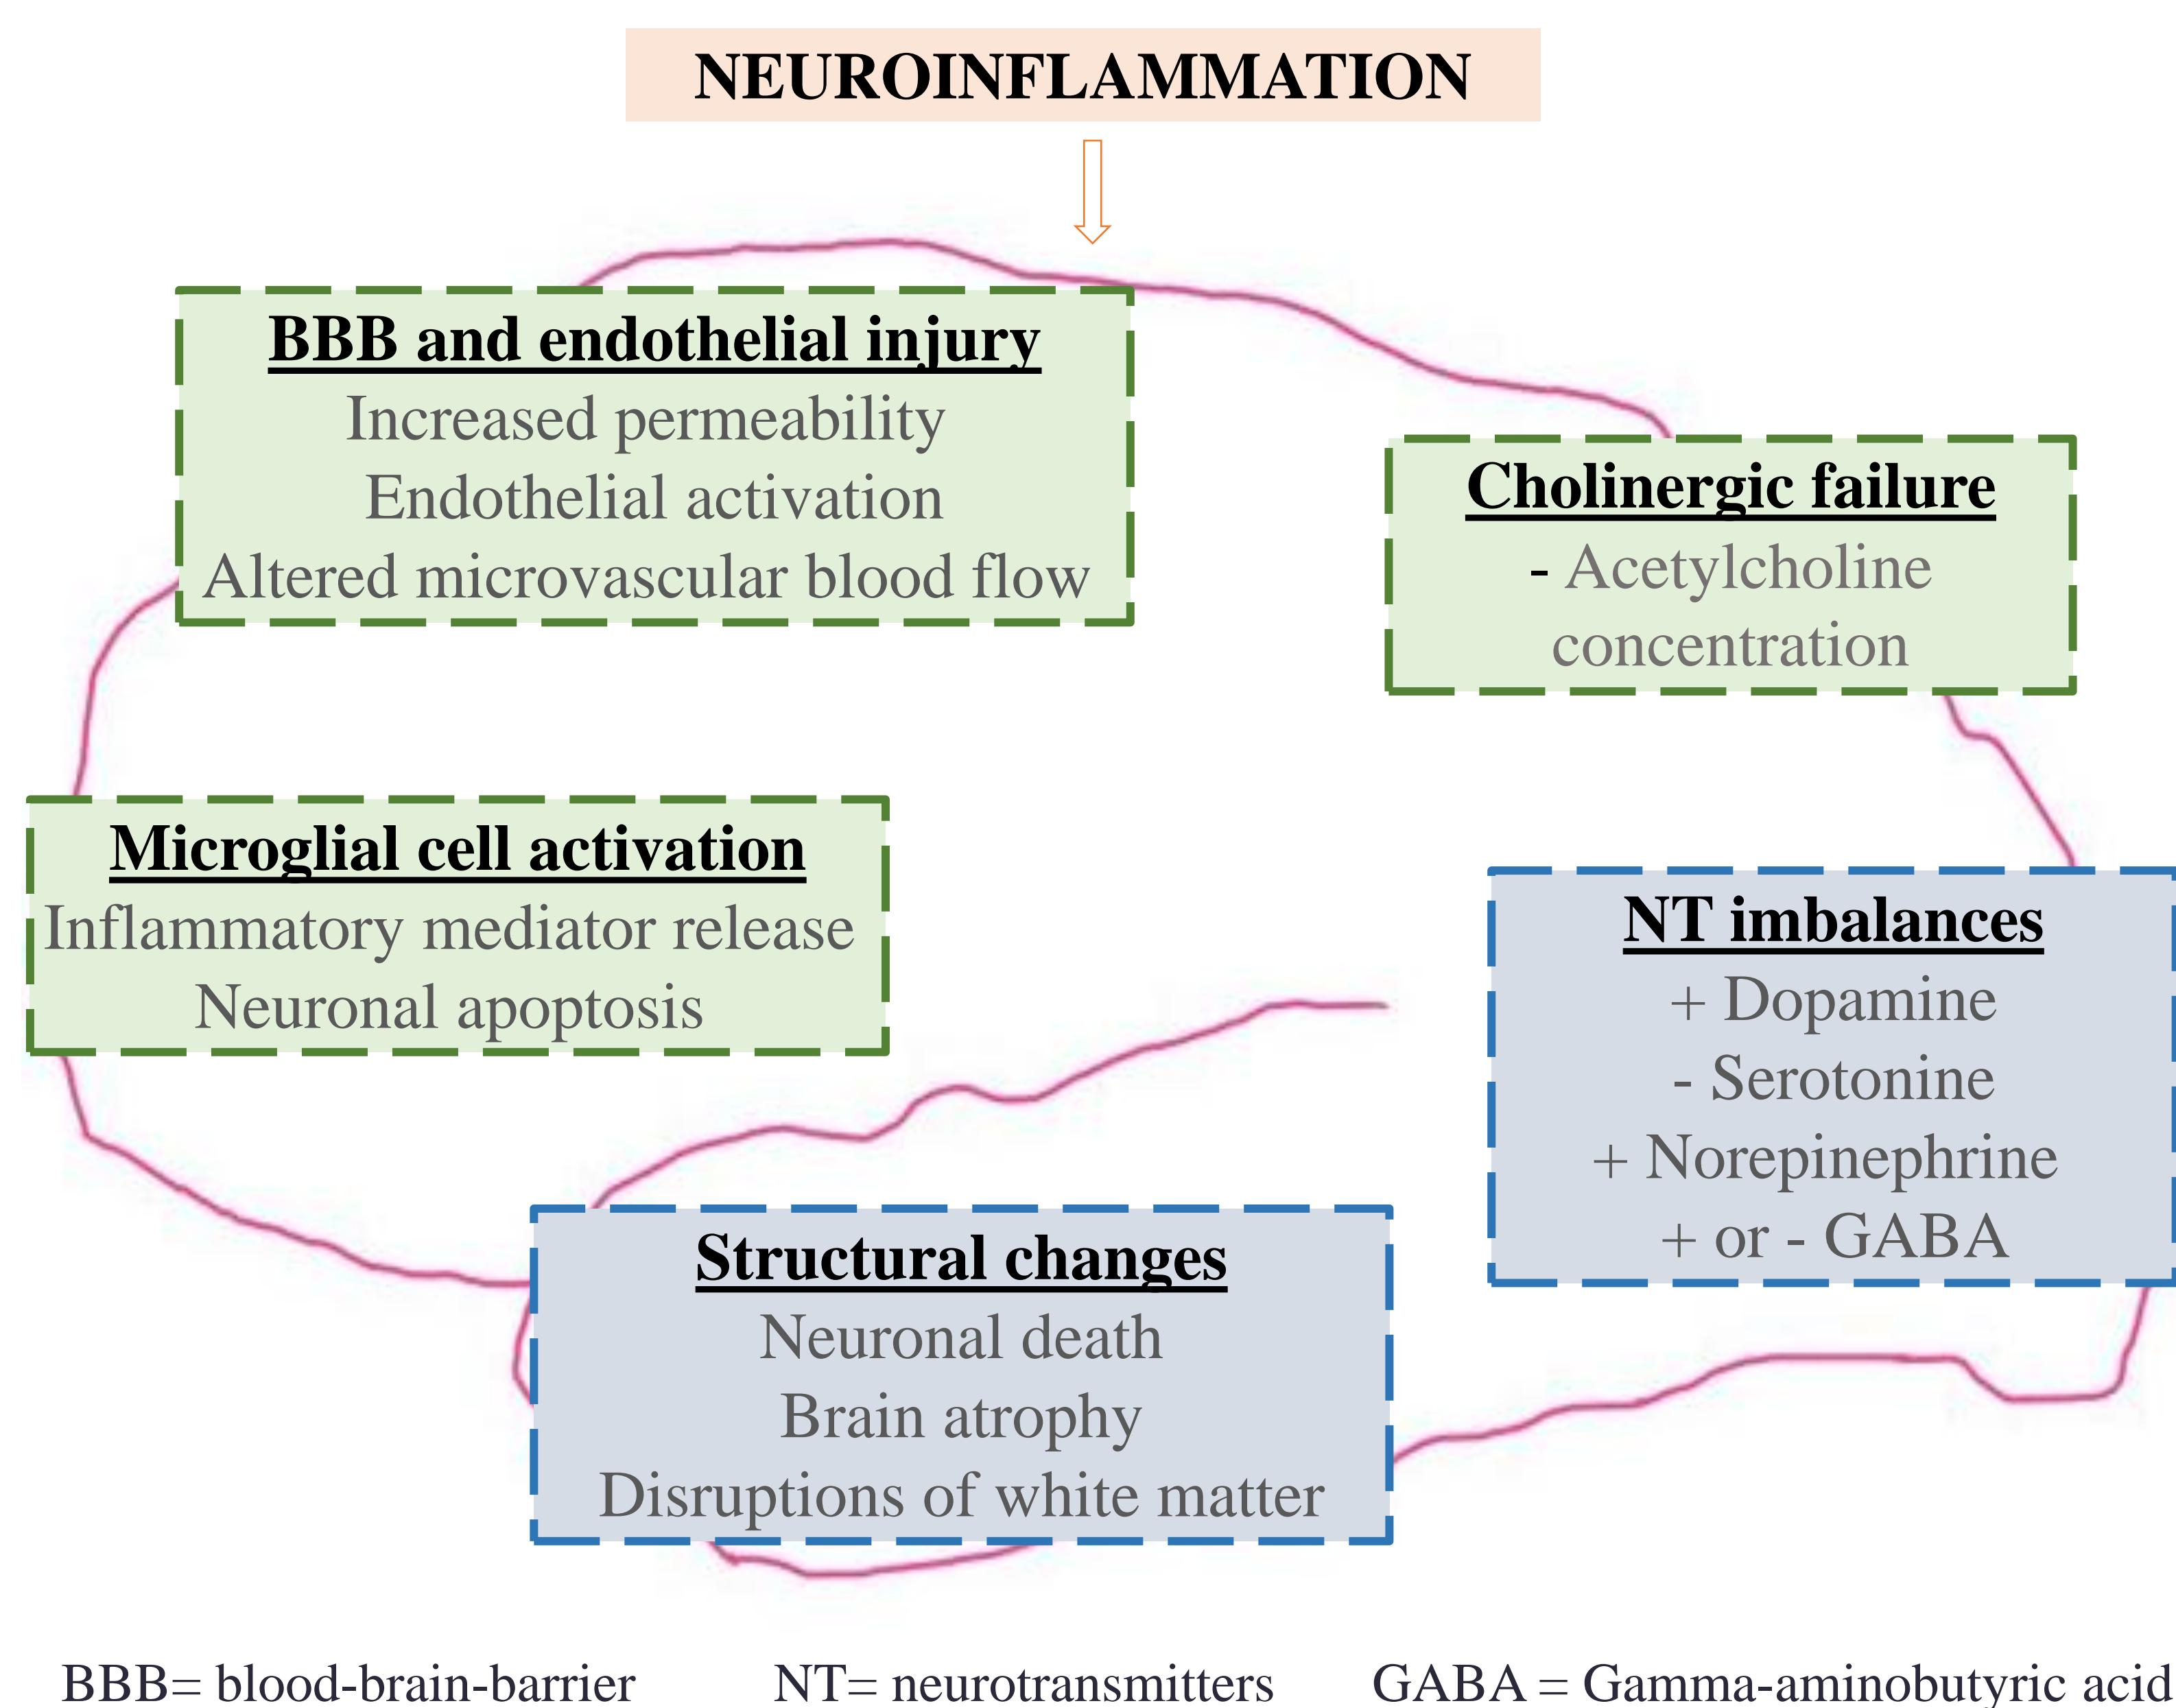 NEUROINFLAMMATION
BBB and endothelial injury
Increased permeability
Endothelial activation
Altered microvascular blood flow
Cholinergic failure
- Acetylcholine
concentration
Microglial cell activation
Inflammatory mediator release
Neuronal apoptosis
NT imbalances
+ Dopamine
- Serotonine
+ Norepinephrine
+ or - GABA
Structural changes
Neuronal death
Brain atrophy
Disruptions of white matter
BBB= blood-brain-barrier NT= neurotransmitters GABA = Gamma-aminobutyric acid